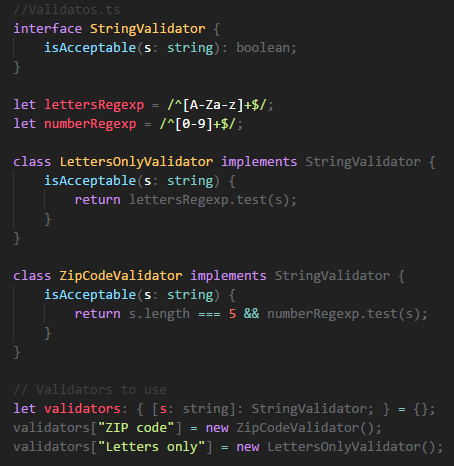 //Validatos.ts
interface StringValidator {
    isAcceptable(s: string): boolean;
}

let lettersRegexp = /^[A-Za-z]+$/;
let numberRegexp = /^[0-9]+$/;

class LettersOnlyValidator implements StringValidator {
    isAcceptable(s: string) {
        return lettersRegexp.test(s);
    }
}

class ZipCodeValidator implements StringValidator {
    isAcceptable(s: string) {
        return s.length === 5 && numberRegexp.test(s);
    }
}

// Validators to use
let validators: { [s: string]: StringValidator; } = {};
validators["ZIP code"] = new ZipCodeValidator();
validators["Letters only"] = new LettersOnlyValidator();